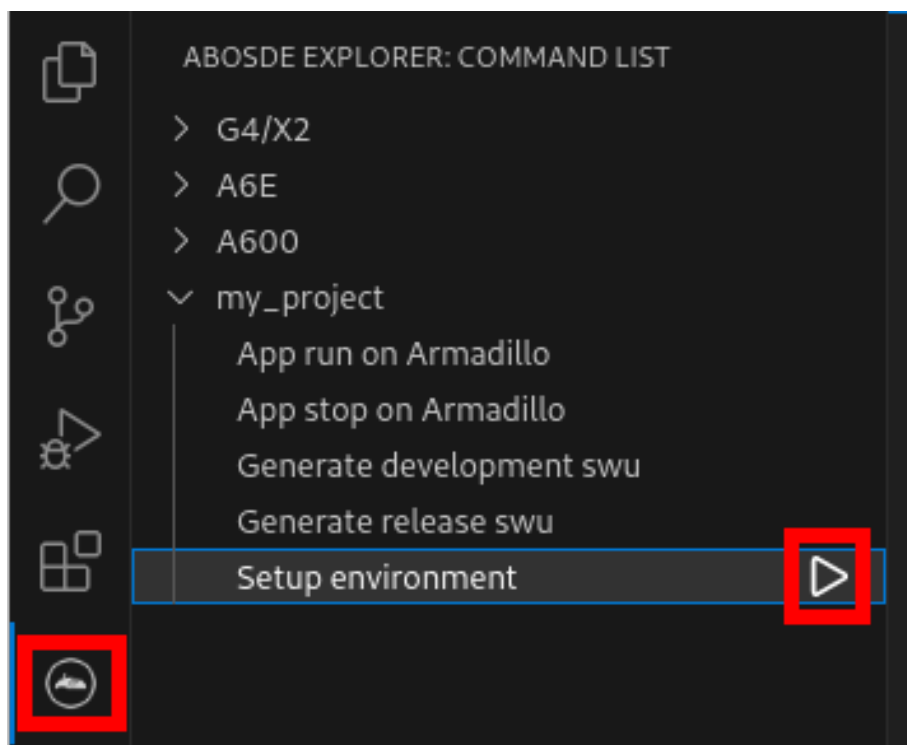 ABOSDE EXPLORER: COMMAND LIST
G4/X2
A6E
A600
my_project
App run on Armadillo
App stop on Armadillo
Generate development swu
Generate release swu
Setup environment